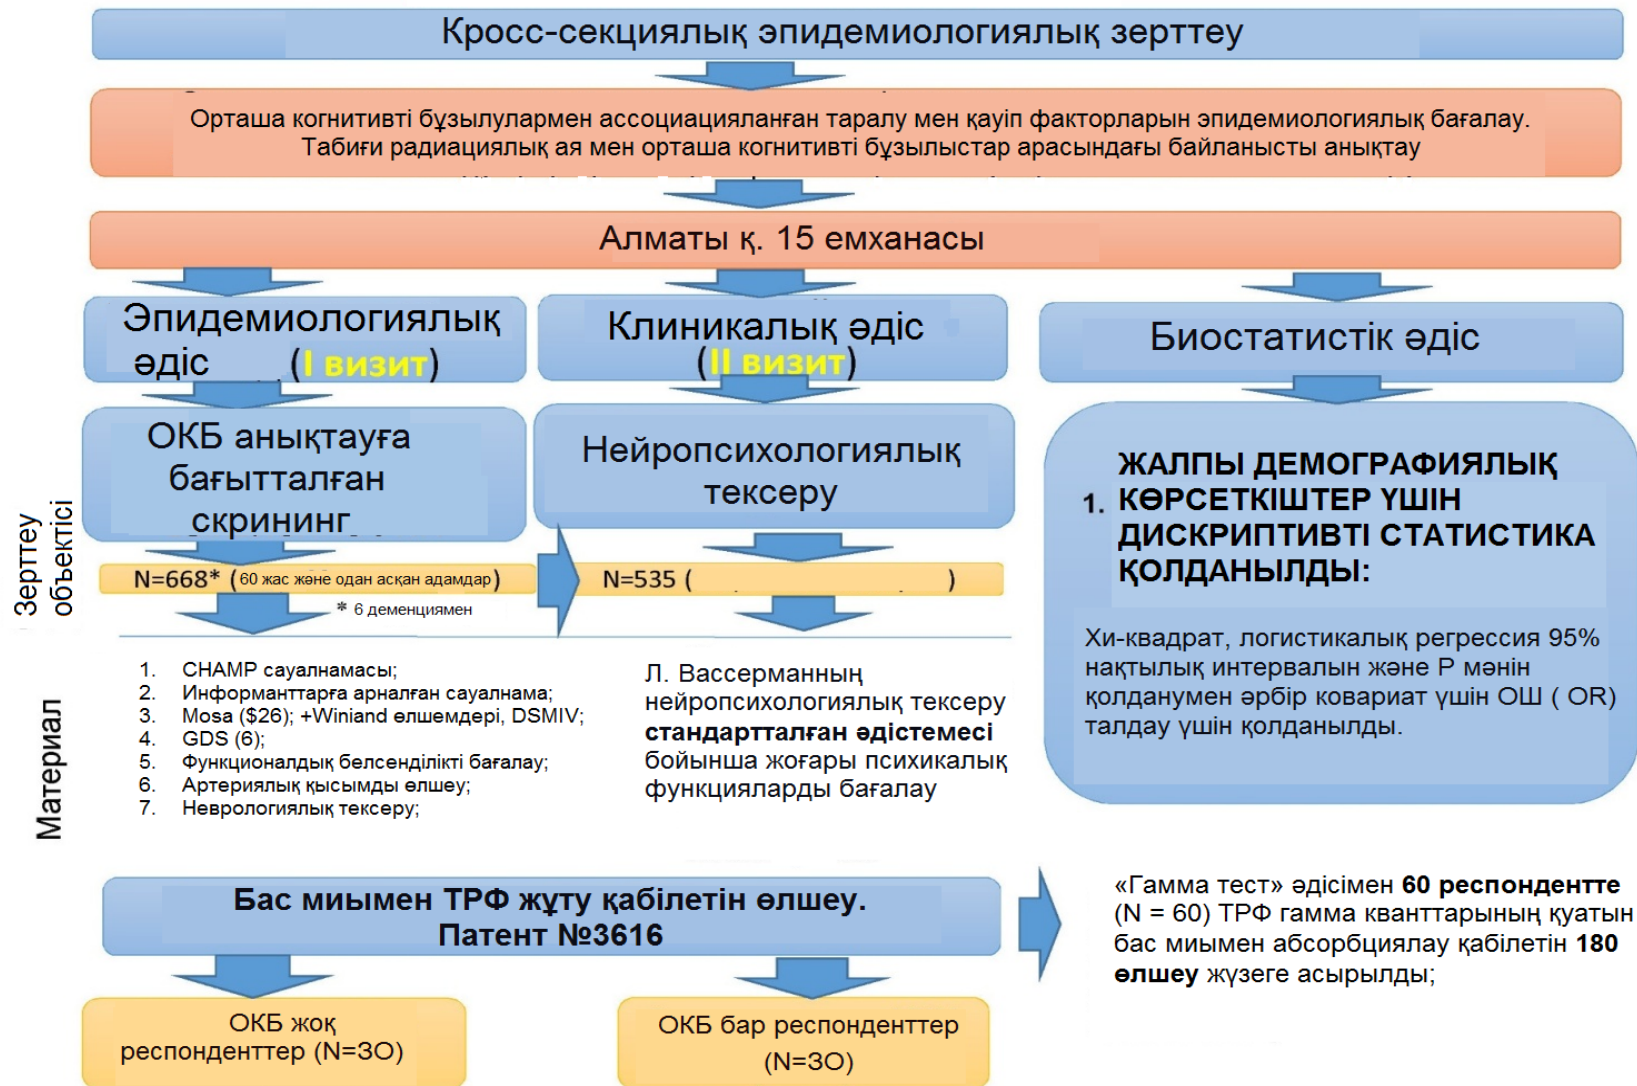 Кросс-секциялық эпидемиологиялық зерттеу
Орташа когнитивті бұзылулармен ассоциацияланған таралу мен қауіп факторларын эпидемиологиялық бағалау.
Табиғи радиациялық ая мен орташа когнитивті бұзылыстар арасындағы байланысты анықтау
Алматы қ. 15 емханасы
Эпидемиологиялық
әдіс (I визит)
Клиникалық әдіс
(II визит)
Биостатистік әдіс
ОКБ анықтауға
бағытталған
скрининг
Нейропсихологиялық
тексеру
Зерттеу
объектісі
N=668* (60 жас және одан асқан адамдар)
* 6 деменциямен
N=535 ( )
1. ЖАЛПЫ ДЕМОГРАФИЯЛЫҚ
КӨРСЕТКІШТЕР ҮШІН
ДИСКРИПТИВТІ СТАТИСТИКА
ҚОЛДАНЫЛДЫ:
Хи-квадрат, логистикалық регрессия 95%
нақтылық интервалын және Р мәнін
қолданумен әрбір ковариат үшін ОШ ( OR)
талдау үшін қолданылды.
Материал
1. CHAMP сауалнамасы;
2. Информанттарға арналған сауалнама;
3. Mosa ($26); +Winiand өлшемдері, DSMIV;
4. GDS (6);
5. Функционалдық белсенділікті бағалау;
6. Артериялық қысымды өлшеу;
7. Неврологиялық тексеру;
Л. Вассерманның
нейропсихологиялық тексеру
стандартталған әдістемесі
бойынша жоғары психикалық
функцияларды бағалау
Бас миымен ТРФ жұту қабілетін өлшеу.
Патент №3616
«Гамма тест» әдісімен 60 респондентте
(N = 60) ТРФ гамма кванттарының қуатын
бас миымен абсорбциялау қабілетін 180
өлшеу жүзеге асырылды;
ОКБ жоқ
респонденттер (N=3O)
ОКБ бар респонденттер
(N=3O)